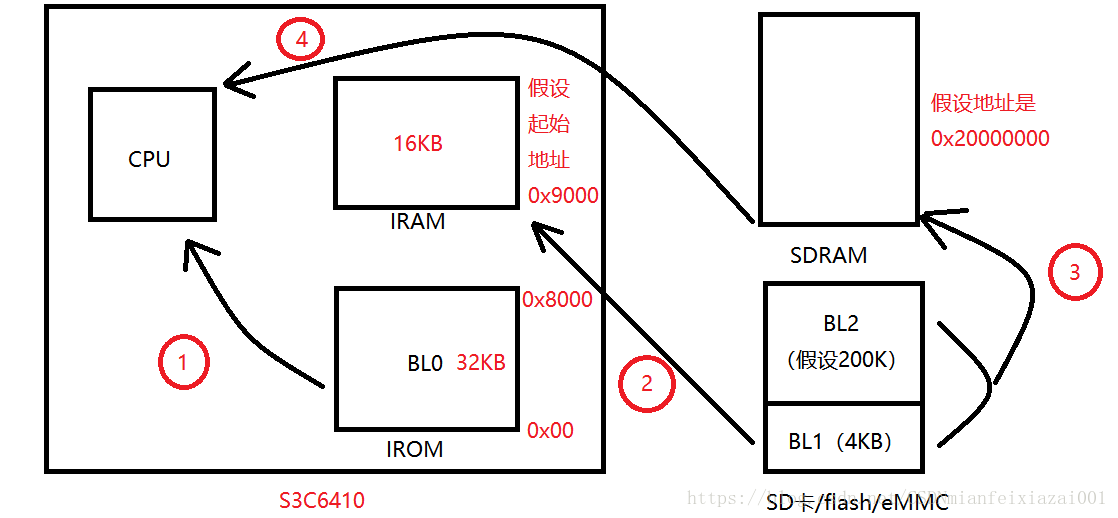 4
CPU
16KB
假设
起始
地址
0x9000
IRAM
假设地址是
0x20000000
SDRAM
3
1
BL0 32KB
0x8000
0x00
IROM
2
BL2
（假设200K）
BL1（4KB）
S3C6410
SD卡/flash/eMMC